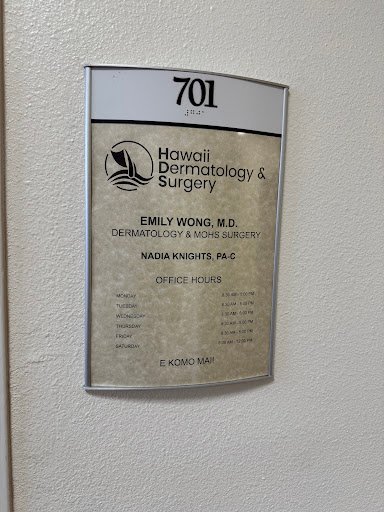 701
Hawaii
Dermatology &
Surgery
EMILY WONG, M.D.
DERMATOLOGY & MOHS SURGERY
NADIA KNIGHTS, PA-C
OFFICE HOURS
MONDAY
TUESDAY
WEDNESDAY
THURSDAY
FRIDAY
SATURDAY
E KOMO MAI!